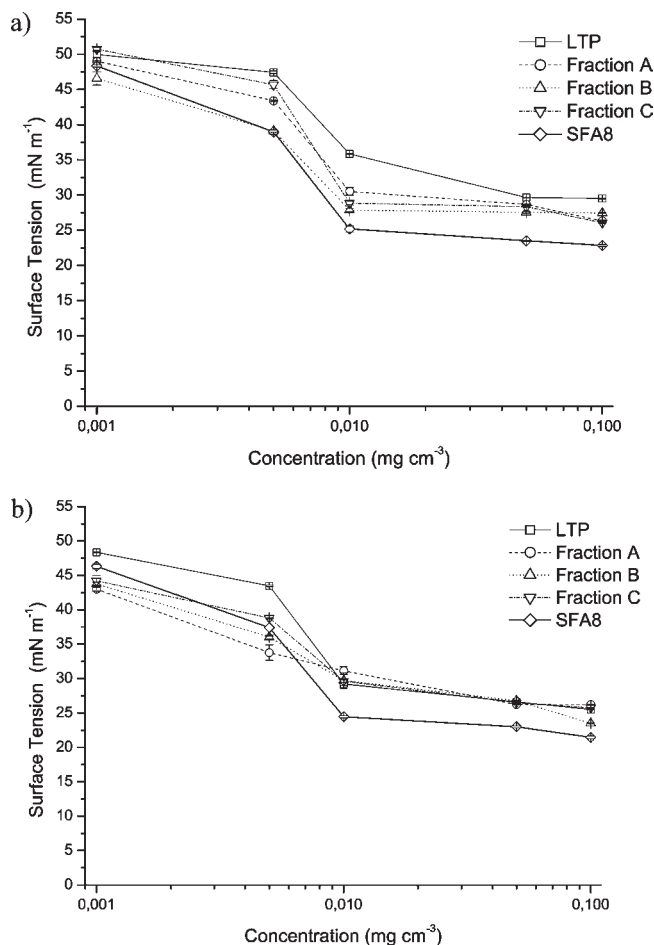 a)
55
50
45
40
35
30
25
20
15
10
5
0
Surface Tension (mN m-1)
0,001
0,010
0,100
Concentration (mg cm-3)
LTP
Fraction A
Fraction B
Fraction C
SFA8
b)
55
50
45
40
35
30
25
20
15
10
5
0
Surface Tension (mN m-1)
0,001
0,010
0,100
Concentration (mg cm-3)
LTP
Fraction A
Fraction B
Fraction C
SFA8